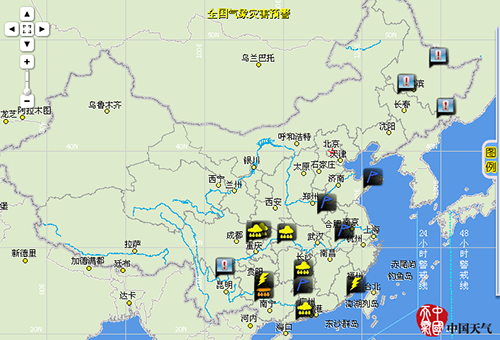 全国气象灾害预警
乌兰巴托
滨
长春
龙芝
阿拉木图
乌鲁木齐
沈阳
呼和浩特
北京
天津
银川
太原
石家庄
图例
西宁
兰州
济南
西安
郑州
成都
重庆
合肥
南京
上海
武汉
杭州
拉萨
长沙
南昌
新德里
加德满都
廷布
贵阳
赤尾屿
钓鱼岛
昆明
福州
台北
达卡
南宁
广州
港
澎湖列岛
河内
海口
东沙群岛
24小时警戒线
48小时警戒线
中国天气